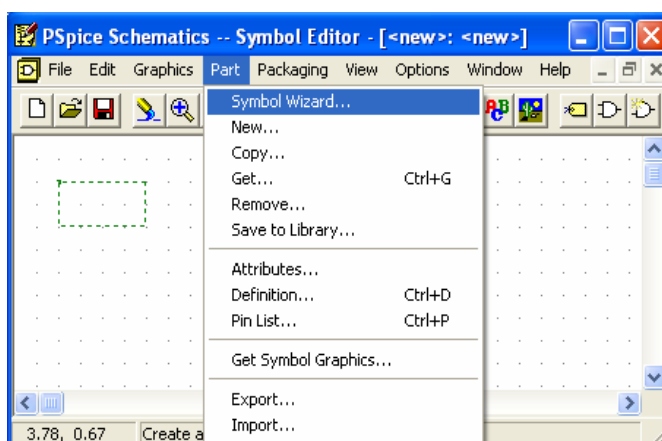 PSpice Schematics -- Symbol Editor - [<new>: <new>]
File Edit Graphics Part Packaging View Options Window Help
Symbol Wizard...
New...
Copy...
Get... Ctrl+G
Remove...
Save to Library...
Attributes...
Definition... Ctrl+D
Pin List... Ctrl+P
Get Symbol Graphics...
Export...
Import...
3.78, 0.67 Create a